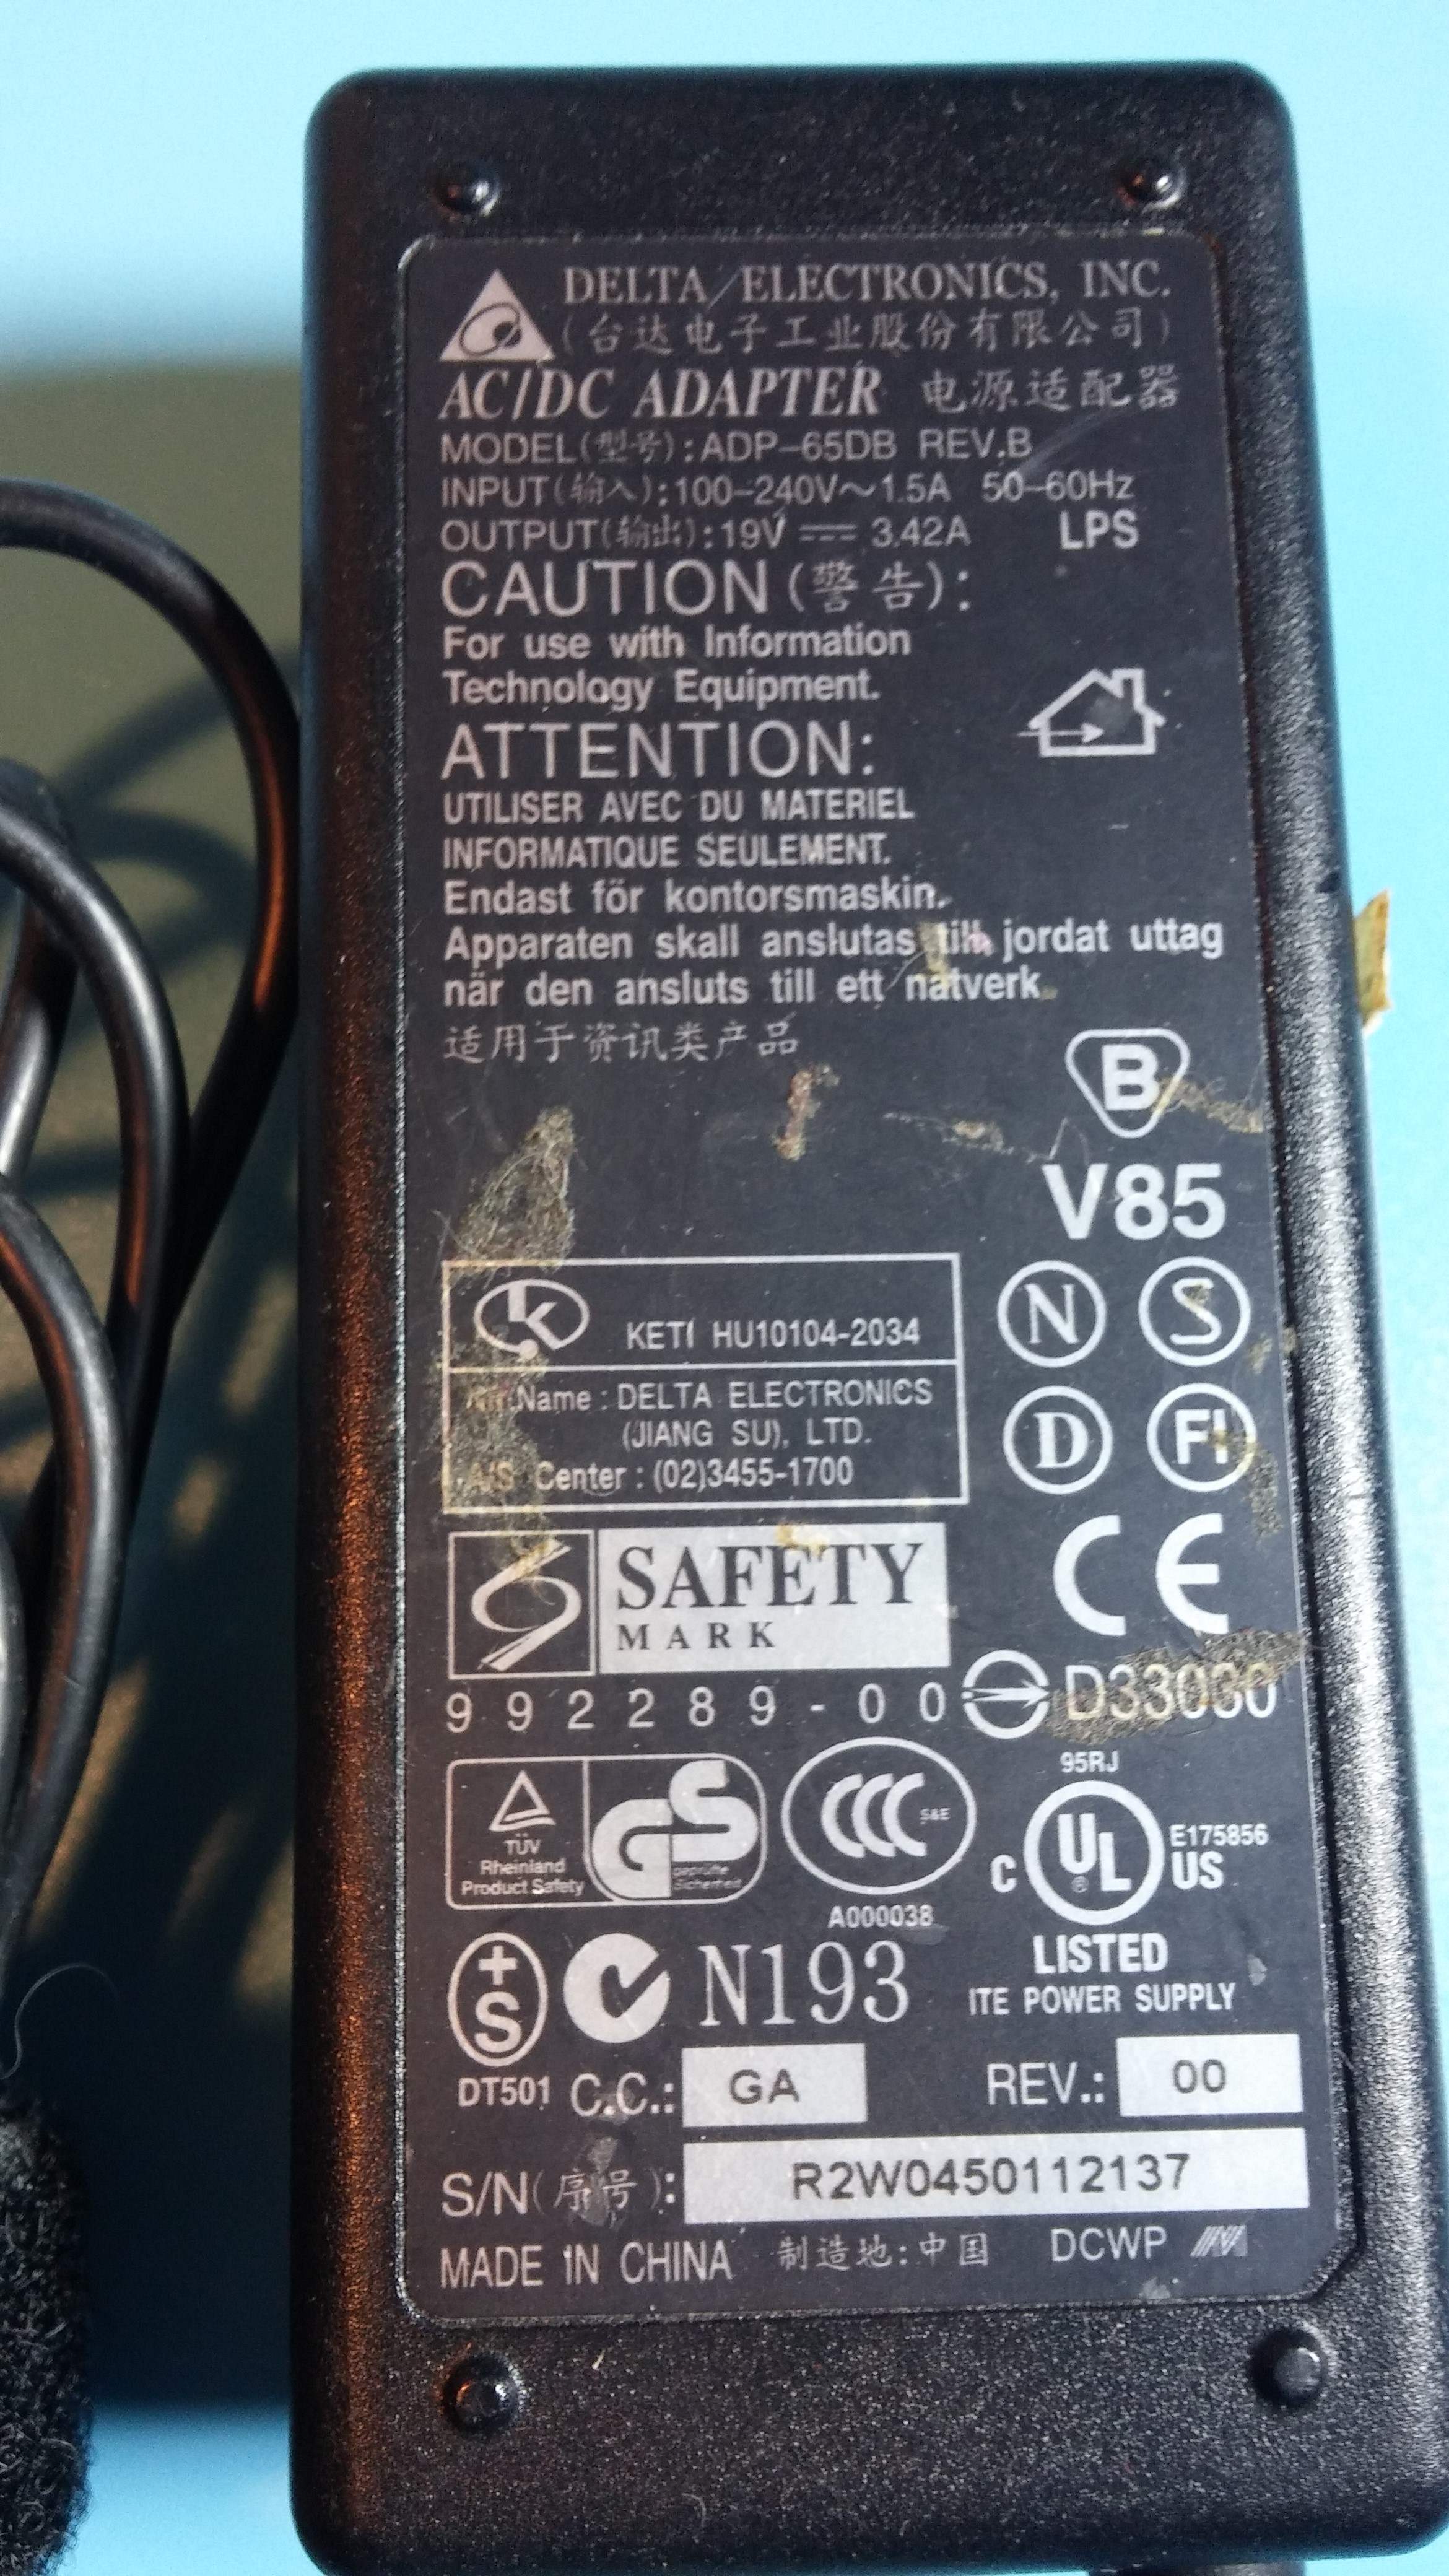 DELTA ELECTRONICS, INC.
(台达电子工业股份有限公司)
AC/DC ADAPTER 电源适配器
MODEL(型号):ADP-65DB REV.B
INPUT(输入):100-240V~1.5A 50-60Hz
OUTPUT(输出):19V 3.42A LPS
CAUTION(警告):
For use with Information
Technology Equipment.
ATTENTION:
UTILISER AVEC DU MATERIEL
INFORMATIQUE SEULEMENT.
Endast för kontorsmaskin.
Apparaten skall anslutas till jordat uttag
när den ansluts till ett natverk.
适用于资讯类产品
B
V85
N S
KETI HU10104-2034
Name : DELTA ELECTRONICS
(JIANG SU), LTD.
A/S Center : (02)3455-1700
D FI
CE
SAFETY
MARK
992289-00
D33030
95RJ
TÜV
Rheinland
Product Safety
GS
geprüfte
Sicherheit
CCC S&E
A000038
C UL ® US
E175856
LISTED
ITE POWER SUPPLY
+S
DT501
N193
C.C.: GA REV.: 00
S/N(序号): R2W0450112137
MADE IN CHINA 制造地:中国 DCWP